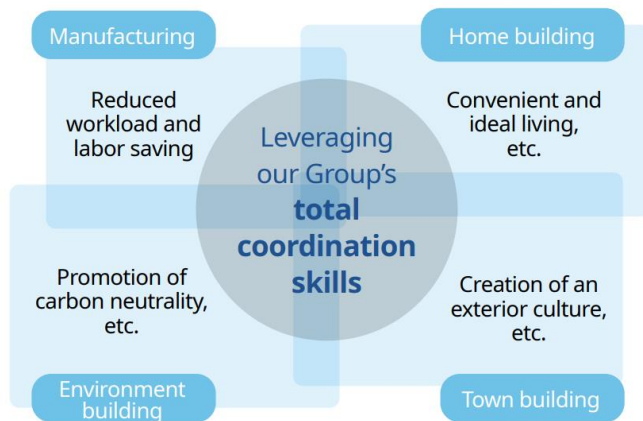 Manufacturing
Reduced
workload and
labor saving
Home building
Convenient and
ideal living,
etc.
Leveraging
our Group’s
total
coordination
skills
Promotion of
carbon neutrality,
etc.
Environment
building
Creation of an
exterior culture,
etc.
Town building